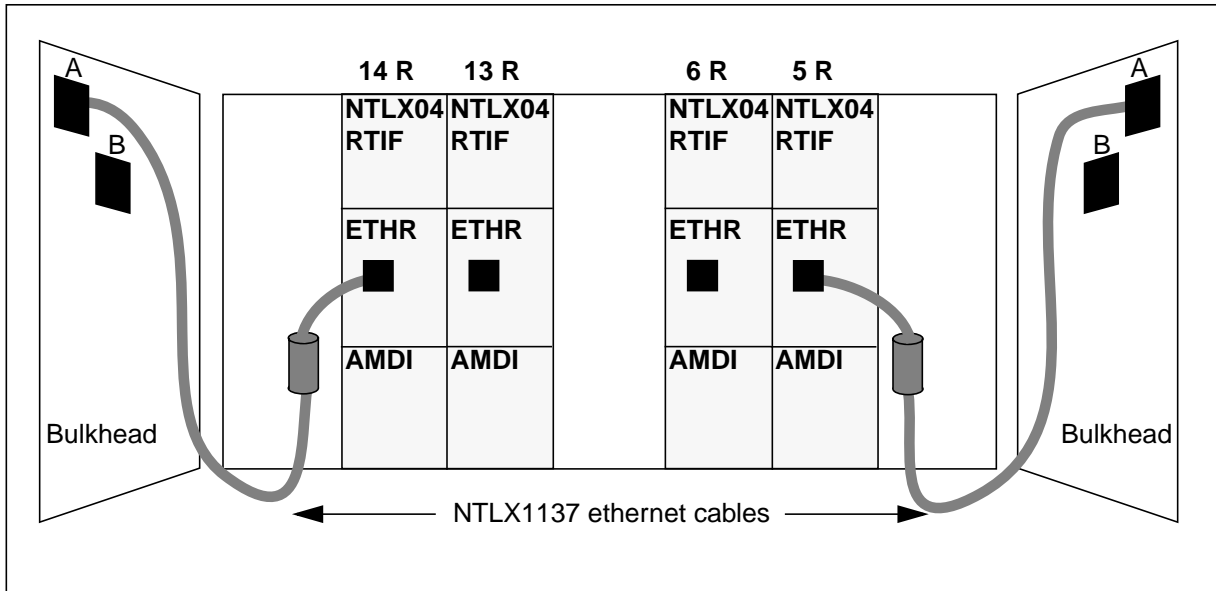 14 R 13 R 6 R 5 R
A A
B B
NTLX04 NTLX04 NTLX04 NTLX04
RTIF RTIF RTIF RTIF
ETHR ETHR ETHR ETHR
AMDI AMDI AMDI AMDI
Bulkhead Bulkhead
NTLX1137 ethernet cables